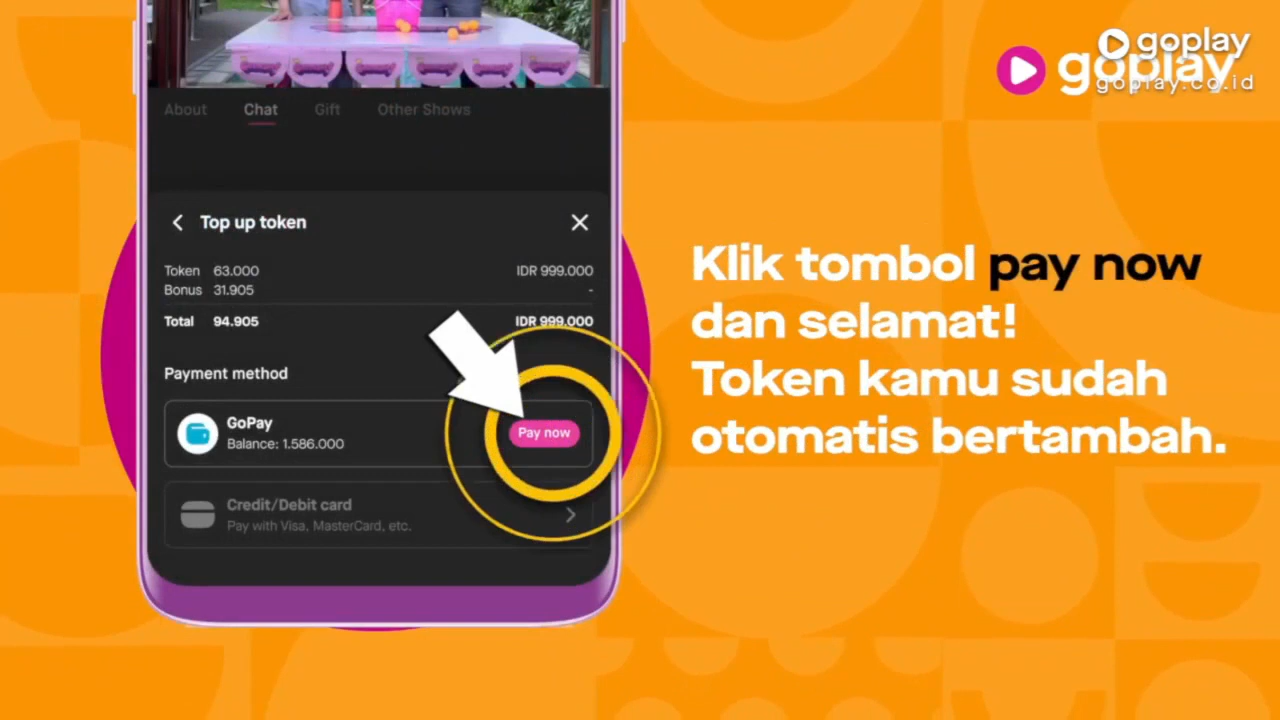 goplay
goplay
goplay.co.id
About Chat Gift Other Shows
Top up token
Token 63.000 IDR 999.000
Bonus 31.905 -
Total 94.905 IDR 999.000
Payment method
GoPay
Balance: 1.586.000
Pay now
Credit/Debit card
Pay with Visa, MasterCard, etc.
Klik tombol pay now
dan selamat!
Token kamu sudah
otomatis bertambah.